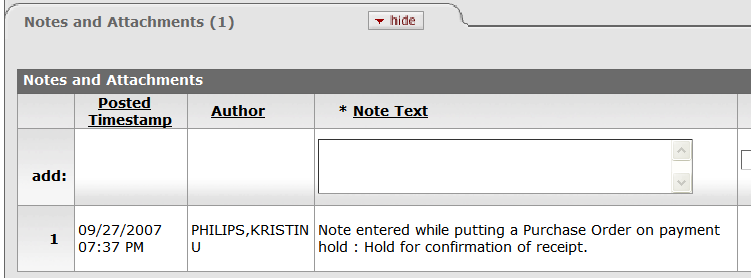 Notes and Attachments (1)
hide
Notes and Attachments
Posted
Timestamp
Author
* Note Text
add:
1
09/27/2007
07:37 PM
PHILIPS,KRISTIN
U
Note entered while putting a Purchase Order on payment
hold : Hold for confirmation of receipt.